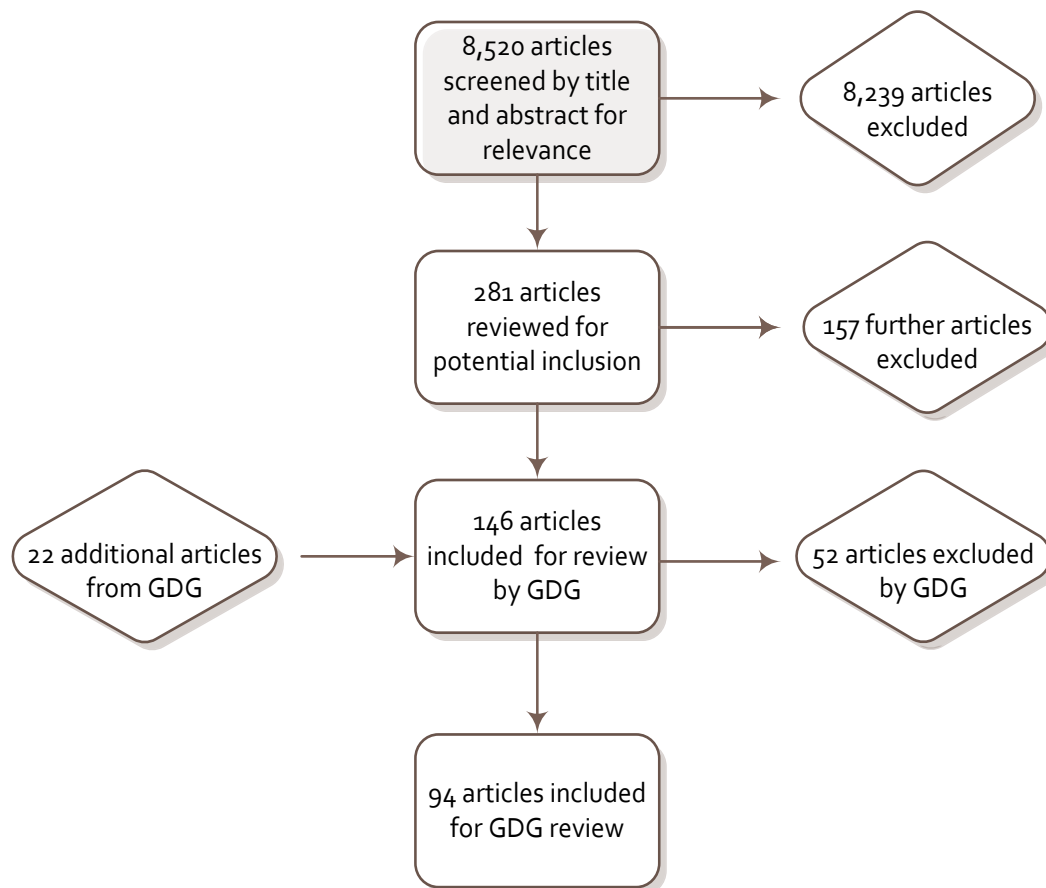 8,520 articles
screened by title
and abstract for
relevance
8,239 articles
excluded
281 articles
reviewed for
potential inclusion
157 further articles
excluded
22 additional articles
from GDG
146 articles
included for review
by GDG
52 articles excluded
by GDG
94 articles included
for GDG review